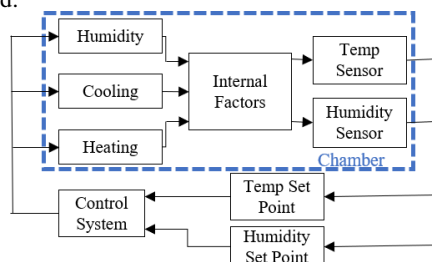 d.
Humidity
Cooling
Heating
Internal
Factors
Temp
Sensor
Humidity
Sensor
Chamber
Control
System
Temp Set
Point
Humidity
Set Point